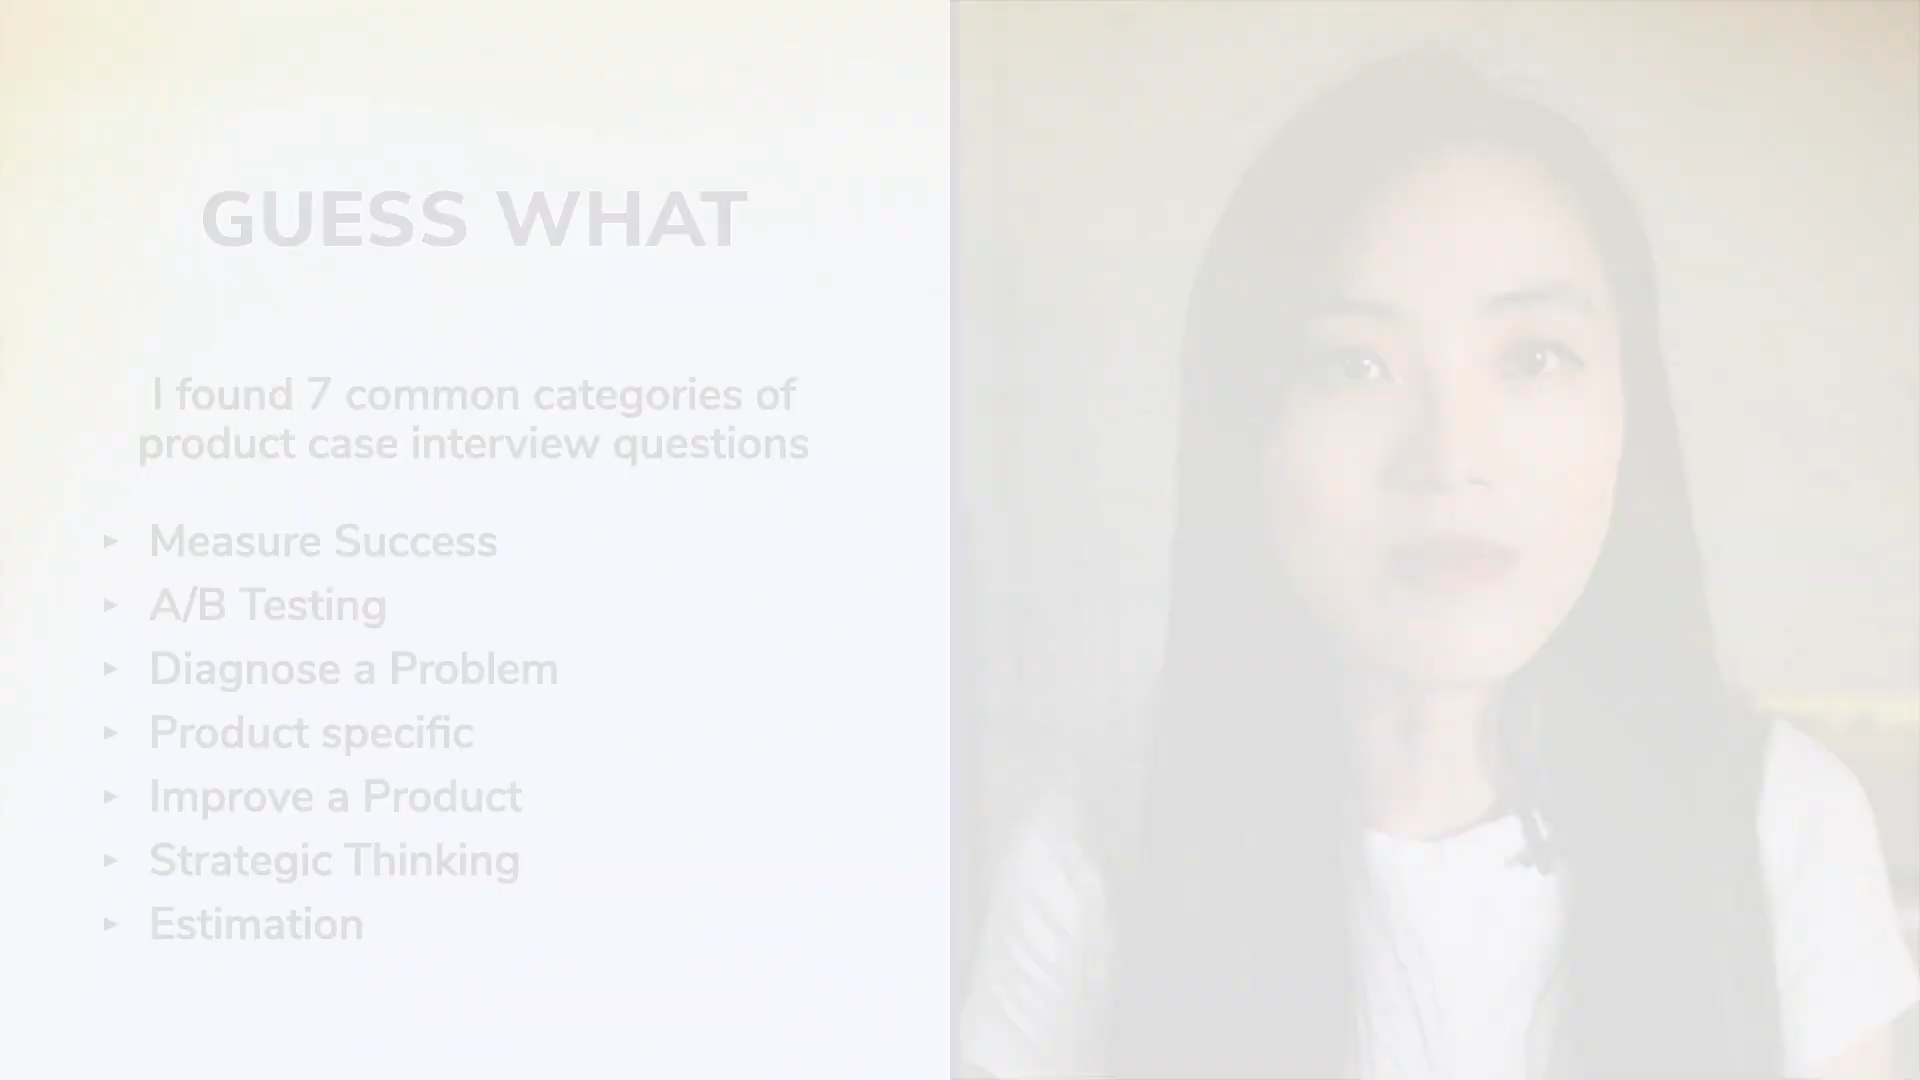 GUESS WHAT
I found 7 common categories of
product case interview questions
▸ Measure Success
▸ A/B Testing
▸ Diagnose a Problem
▸ Product specific
▸ Improve a Product
▸ Strategic Thinking
▸ Estimation